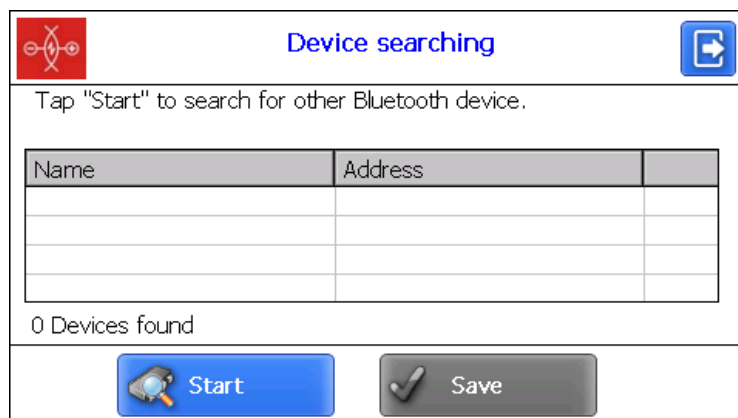 Device searching
Tap "Start" to search for other Bluetooth device.
Name Address
0 Devices found
Start Save